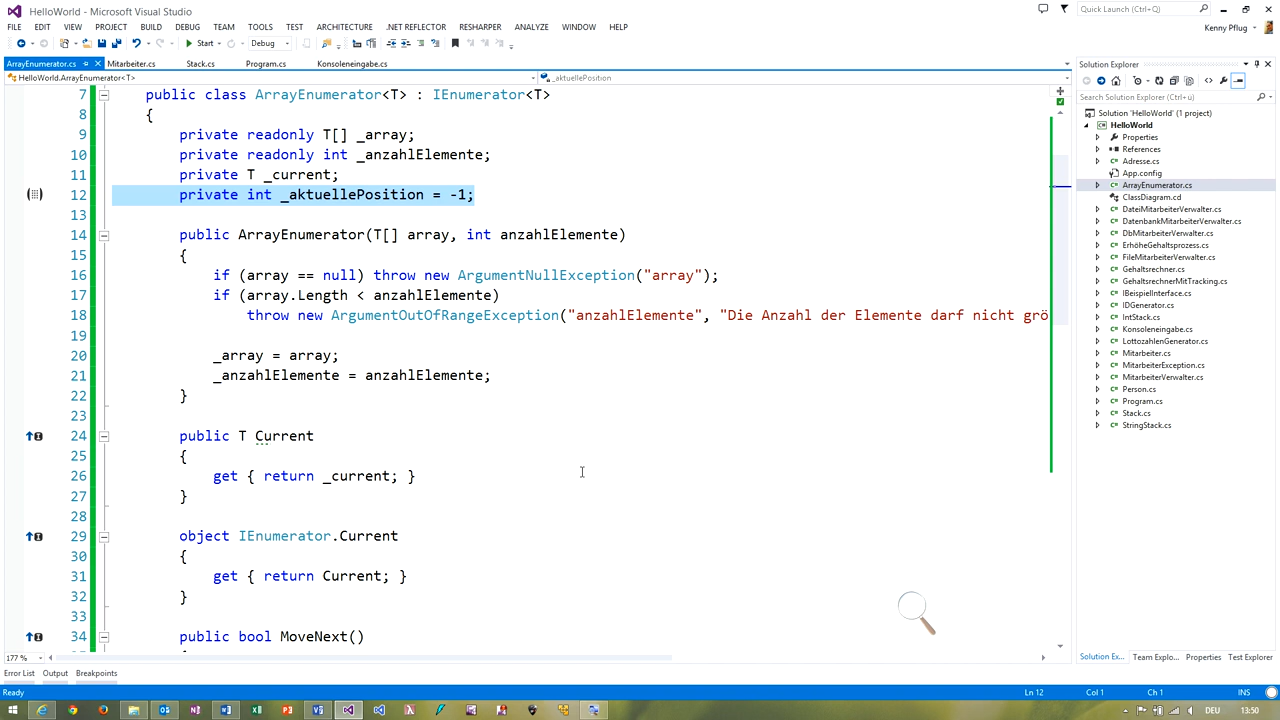 HelloWorld - Microsoft Visual Studio
Quick Launch (Ctrl+Q)
FILE EDIT VIEW PROJECT BUILD DEBUG TEAM TOOLS TEST ARCHITECTURE .NET REFLECTOR RESHARPER ANALYZE WINDOW HELP
Kenny Pflug
Start Debug
ArrayEnumerator.cs Mitarbeiter.cs Stack.cs Program.cs Konsoleneingabe.cs
HelloWorld.ArrayEnumerator<T> _aktuellePosition
7 public class ArrayEnumerator<T> : IEnumerator<T>
8 {
9 private readonly T[] _array;
10 private readonly int _anzahlElemente;
11 private T _current;
12 private int _aktuellePosition = -1;
13
14 public ArrayEnumerator(T[] array, int anzahlElemente)
15 {
16 if (array == null) throw new ArgumentNullException("array");
17 if (array.Length < anzahlElemente)
18 throw new ArgumentOutOfRangeException("anzahlElemente", "Die Anzahl der Elemente darf nicht grö
19
20 _array = array;
21 _anzahlElemente = anzahlElemente;
22 }
23
24 public T Current
25 {
26 get { return _current; }
27 }
28
29 object IEnumerator.Current
30 {
31 get { return Current; }
32 }
33
34 public bool MoveNext()
177 %
Solution Explorer
Search Solution Explorer (Ctrl+ü)
Solution 'HelloWorld' (1 project)
HelloWorld
Properties
References
Adresse.cs
App.config
ArrayEnumerator.cs
ClassDiagram.cd
DateiMitarbeiterVerwalter.cs
DatenbankMitarbeiterVerwalter.cs
DbMitarbeiterVerwalter.cs
ErhöheGehaltsprozess.cs
FileMitarbeiterVerwalter.cs
Gehaltsrechner.cs
GehaltsrechnerMitTracking.cs
IBeispielInterface.cs
IDGenerator.cs
IntStack.cs
Konsoleneingabe.cs
LottozahlenGenerator.cs
Mitarbeiter.cs
MitarbeiterException.cs
MitarbeiterVerwalter.cs
Person.cs
Program.cs
Stack.cs
StringStack.cs
Solution Ex... Team Explo... Properties Test Explorer
Error List Output Breakpoints
Ready Ln 12 Col 1 Ch 1 INS
DEU 13:50